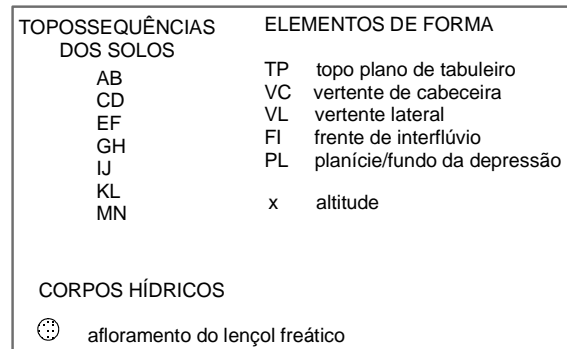 TOPOSSEQUÊNCIAS
DOS SOLOS
AB
CD
EF
GH
IJ
KL
MN
ELEMENTOS DE FORMA
TP topo plano de tabuleiro
VC vertente de cabeceira
VL vertente lateral
FI frente de interflúvio
PL planície/fundo da depressão
x altitude
CORPOS HÍDRICOS
afloramento do lençol freático